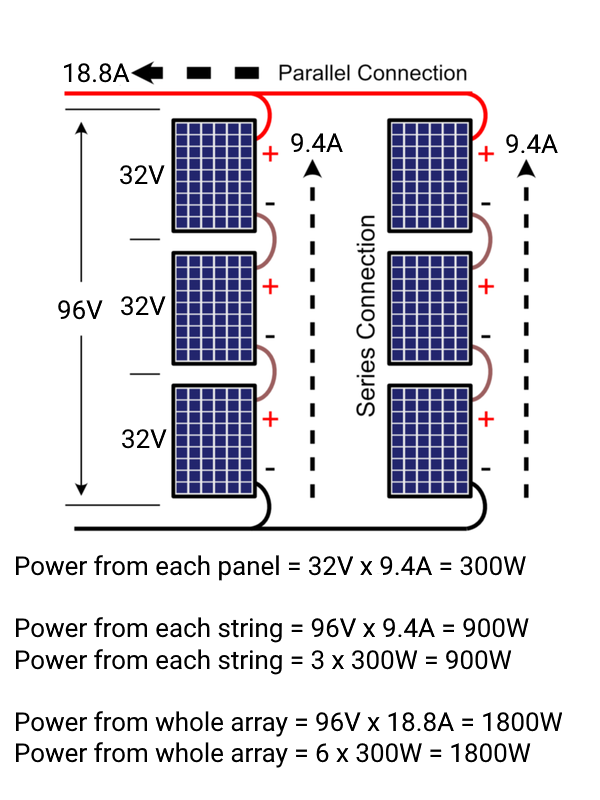 18.8A
Parallel Connection
9.4A
9.4A
+
+
32V
-
-
Series Connection
96V
32V
+
+
-
-
32V
+
+
-
-
Power from each panel = 32V x 9.4A = 300W
Power from each string = 96V x 9.4A = 900W
Power from each string = 3 x 300W = 900W
Power from whole array = 96V x 18.8A = 1800W
Power from whole array = 6 x 300W = 1800W